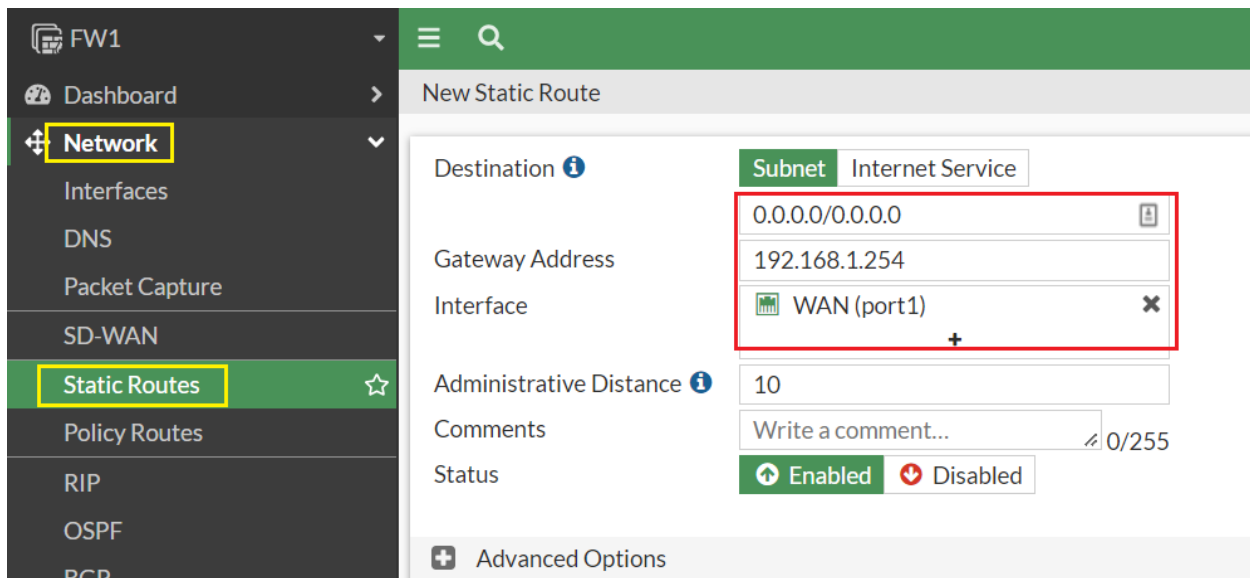 FW1
Dashboard
Network
Interfaces
DNS
Packet Capture
SD-WAN
Static Routes
Policy Routes
RIP
OSPF
BGP
New Static Route
Destination
Subnet Internet Service
0.0.0.0/0.0.0.0
Gateway Address 192.168.1.254
Interface WAN (port1)
Administrative Distance 10
Comments Write a comment... 0/255
Status Enabled Disabled
Advanced Options